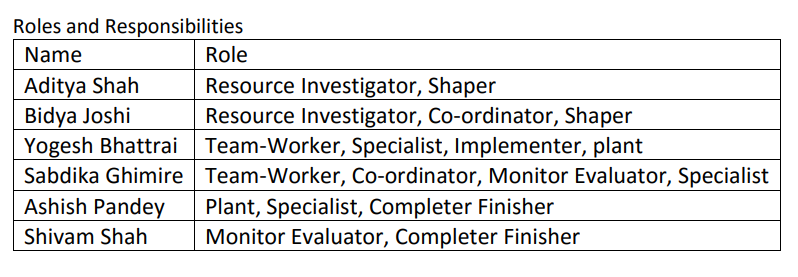 Roles and Responsibilities
Name Role
Aditya Shah Resource Investigator, Shaper
Bidya Joshi Resource Investigator, Co-ordinator, Shaper
Yogesh Bhattrai Team-Worker, Specialist, Implementer, plant
Sabdika Ghimire Team-Worker, Co-ordinator, Monitor Evaluator, Specialist
Ashish Pandey Plant, Specialist, Completer Finisher
Shivam Shah Monitor Evaluator, Completer Finisher